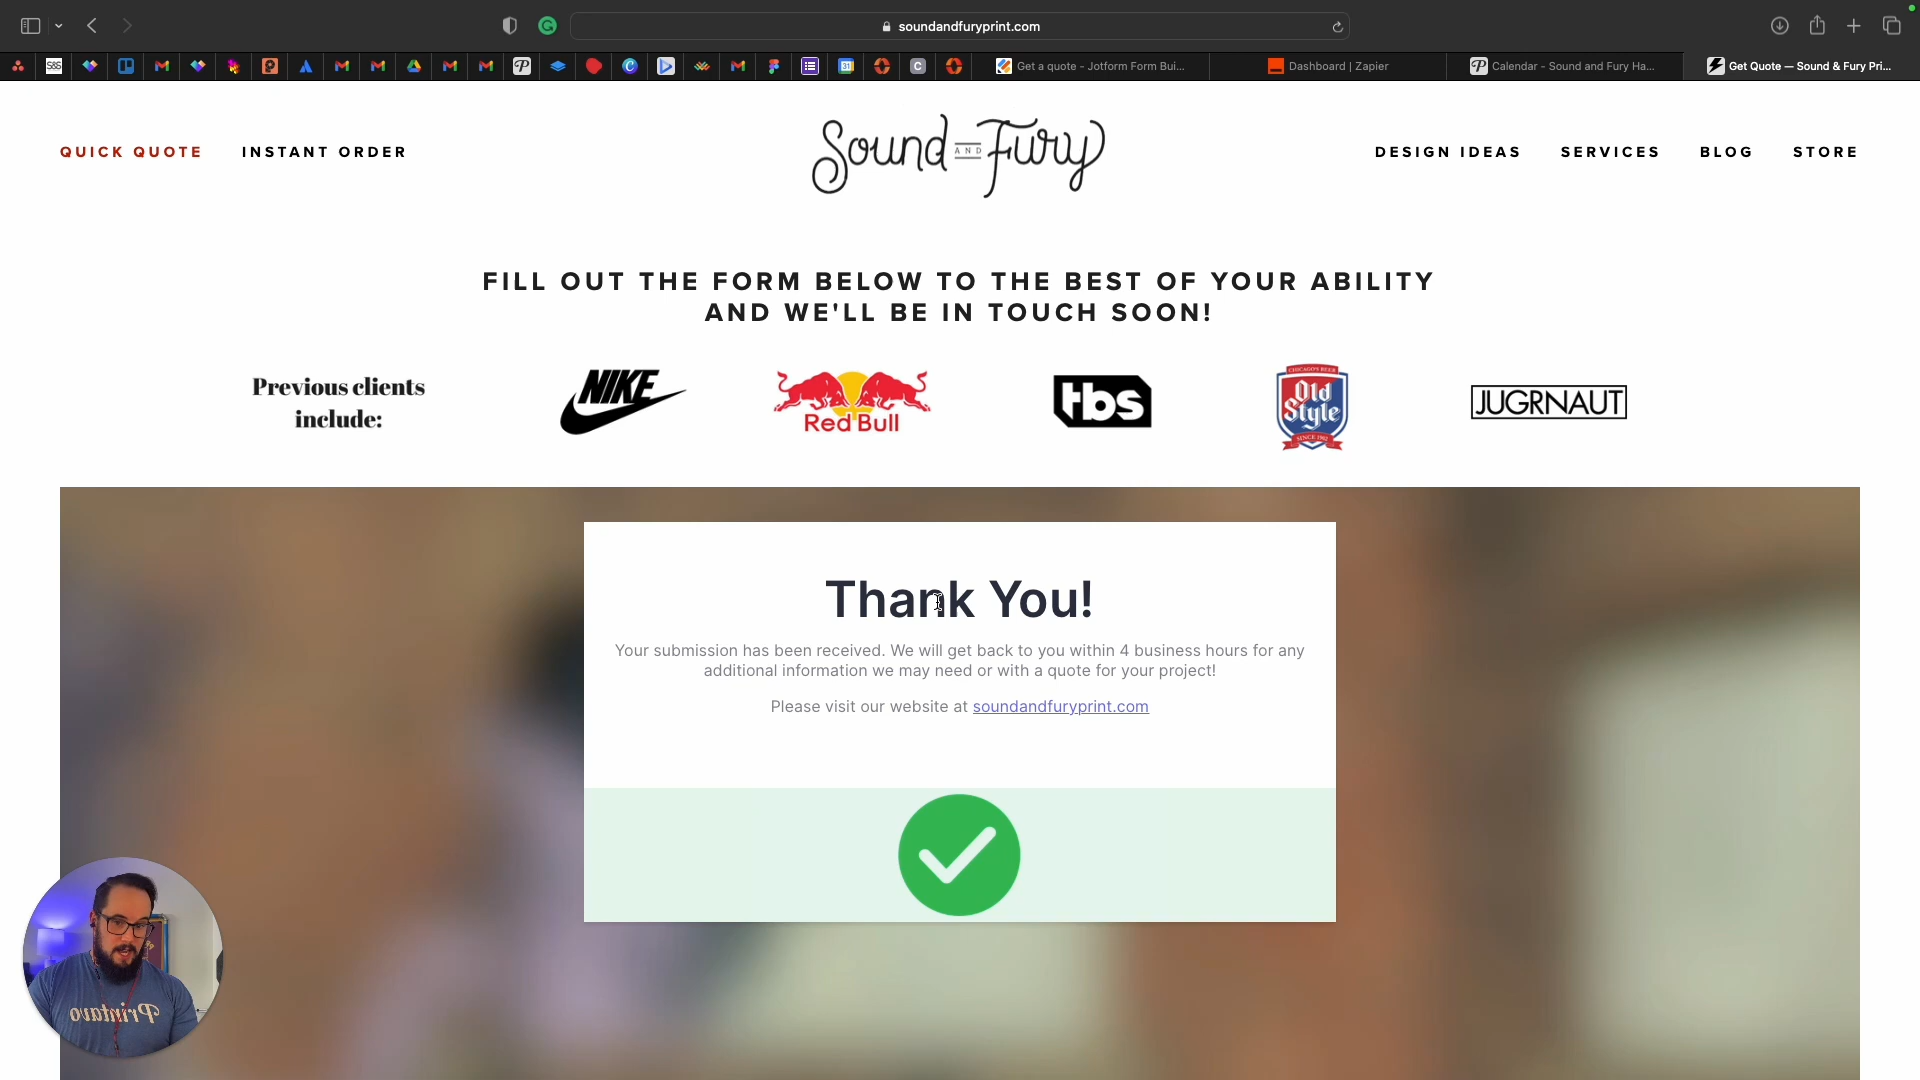 soundandfuryprint.com
Get a quote - Jotform Form Bui...
Dashboard | Zapier
Calendar - Sound and Fury Ha...
Get Quote — Sound & Fury Pri...
QUICK QUOTE
INSTANT ORDER
Sound AND Fury
DESIGN IDEAS
SERVICES
BLOG
STORE
FILL OUT THE FORM BELOW TO THE BEST OF YOUR ABILITY
AND WE'LL BE IN TOUCH SOON!
Previous clients
include:
NIKE
Red Bull
tbs
CHICAGO'S BEER
Old
Style
SINCE 1902
JUGRNAUT
Thank You!
Your submission has been received. We will get back to you within 4 business hours for any
additional information we may need or with a quote for your project!
Please visit our website at soundandfuryprint.com
Printavo